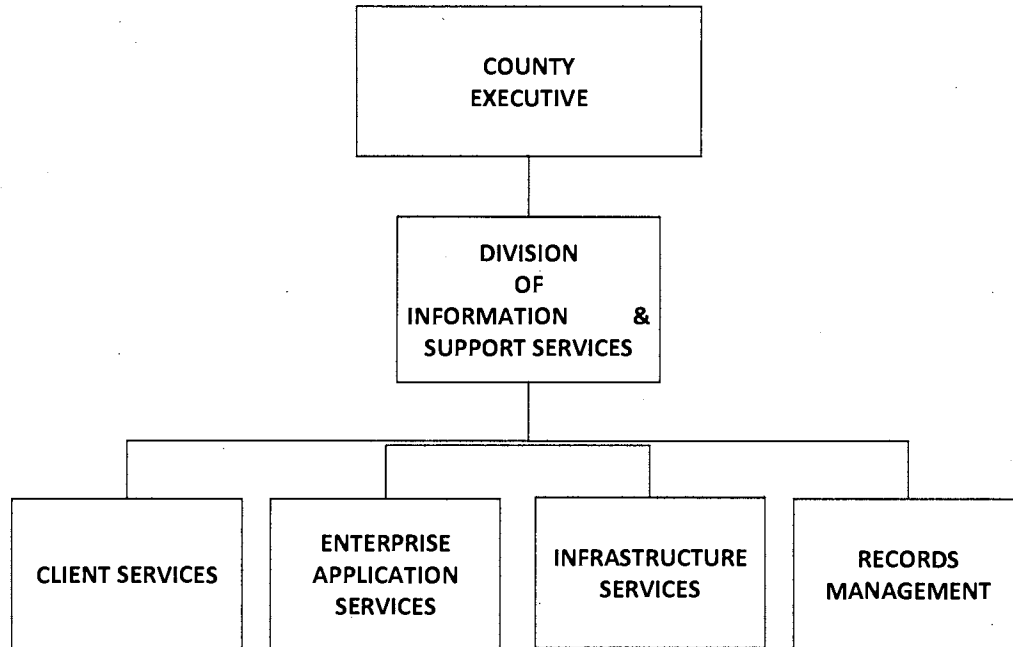 COUNTY
EXECUTIVE
DIVISION
OF
INFORMATION &
SUPPORT SERVICES
CLIENT SERVICES
ENTERPRISE
APPLICATION
SERVICES
INFRASTRUCTURE
SERVICES
RECORDS
MANAGEMENT